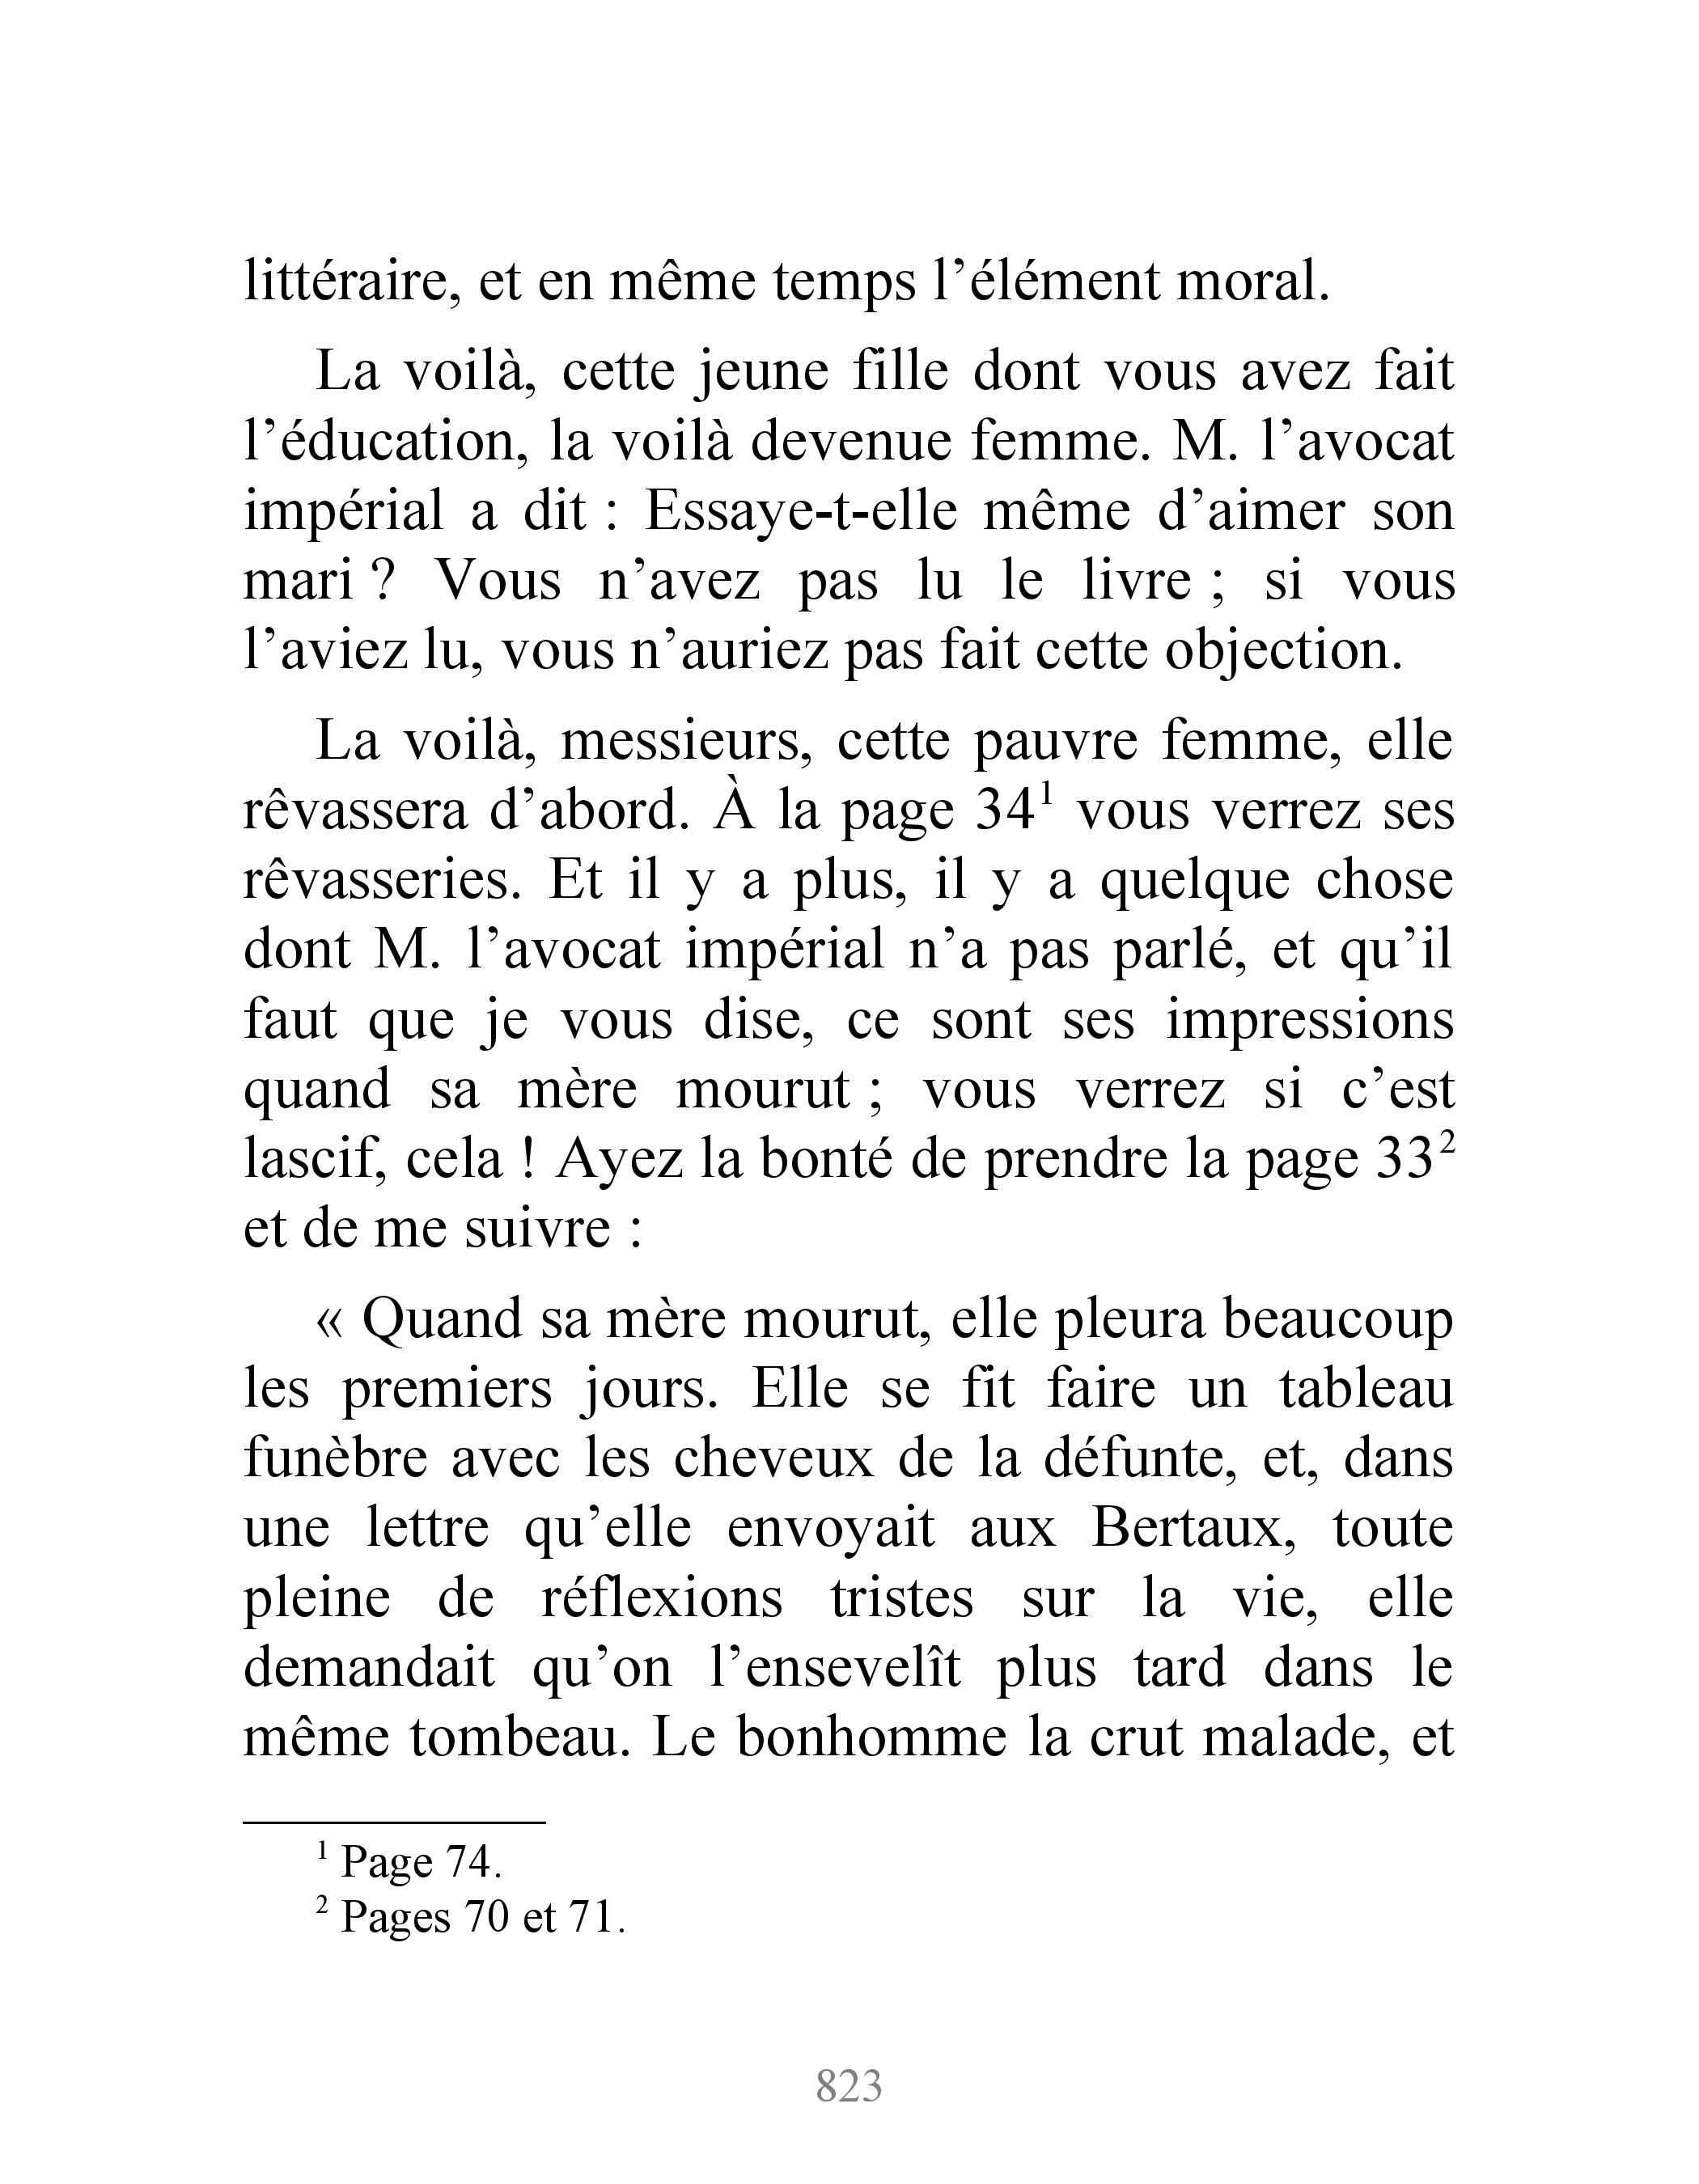 littéraire, et en même temps l’élément moral.
La voilà, cette jeune fille dont vous avez fait
l’éducation, la voilà devenue femme. M. l’avocat
impérial a dit : Essaye-t-elle même d’aimer son
mari ? Vous n’avez pas lu le livre ; si vous
l’aviez lu, vous n’auriez pas fait cette objection.
La voilà, messieurs, cette pauvre femme, elle
rêvassera d’abord. À la page 34¹ vous verrez ses
rêvasseries. Et il y a plus, il y a quelque chose
dont M. l’avocat impérial n’a pas parlé, et qu’il
faut que je vous dise, ce sont ses impressions
quand sa mère mourut ; vous verrez si c’est
lascif, cela ! Ayez la bonté de prendre la page 33²
et de me suivre :
« Quand sa mère mourut, elle pleura beaucoup
les premiers jours. Elle se fit faire un tableau
funèbre avec les cheveux de la défunte, et, dans
une lettre qu’elle envoyait aux Bertaux, toute
pleine de réflexions tristes sur la vie, elle
demandait qu’on l’ensevelît plus tard dans le
même tombeau. Le bonhomme la crut malade, et
¹ Page 74.
² Pages 70 et 71.
823